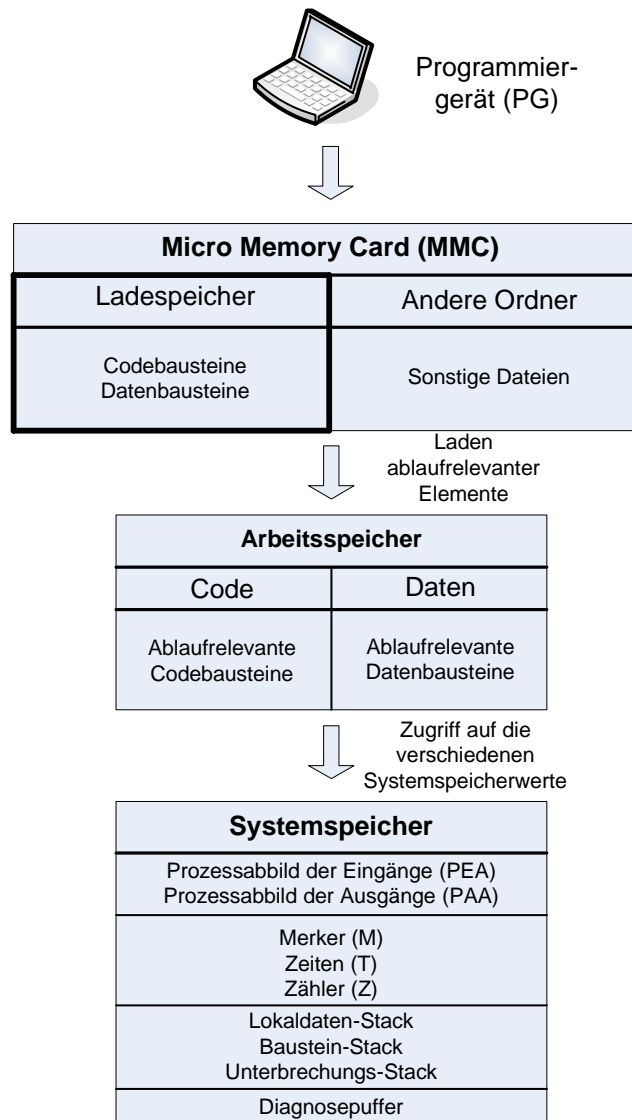 Programmier-
gerät (PG)
Micro Memory Card (MMC)
Ladespeicher
Andere Ordner
Codebausteine
Datenbausteine
Sonstige Dateien
Laden
ablaufrelevanter
Elemente
Arbeitsspeicher
Code
Daten
Ablaufrelevante
Codebausteine
Ablaufrelevante
Datenbausteine
Zugriff auf die
verschiedenen
Systemspeicherwerte
Systemspeicher
Prozessabbild der Eingänge (PEA)
Prozessabbild der Ausgänge (PAA)
Merker (M)
Zeiten (T)
Zähler (Z)
Lokaldaten-Stack
Baustein-Stack
Unterbrechungs-Stack
Diagnosepuffer